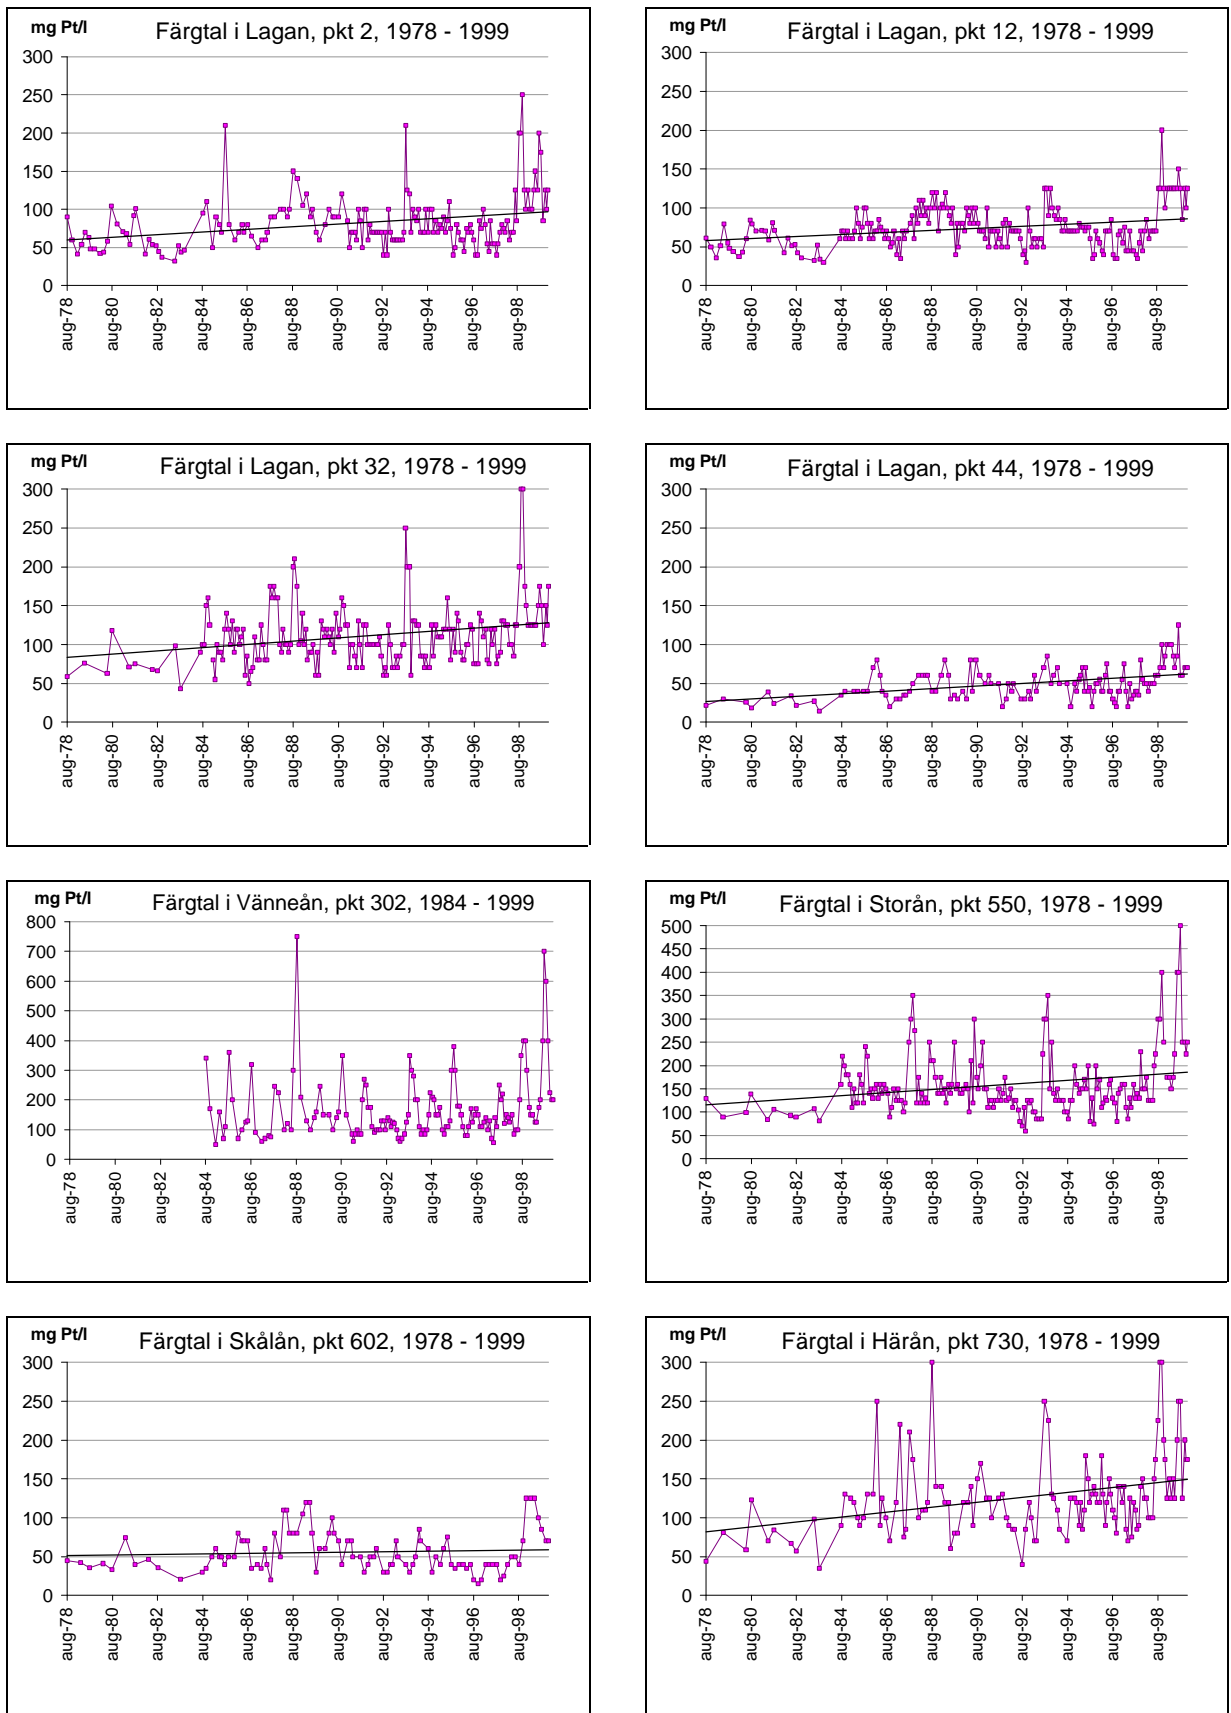 mg Pt/l
Färgtal i Lagan, pkt 2, 1978 - 1999
300
250
200
150
100
50
0
aug-78
aug-80
aug-82
aug-84
aug-86
aug-88
aug-90
aug-92
aug-94
aug-96
aug-98
mg Pt/l
Färgtal i Lagan, pkt 12, 1978 - 1999
300
250
200
150
100
50
0
aug-78
aug-80
aug-82
aug-84
aug-86
aug-88
aug-90
aug-92
aug-94
aug-96
aug-98
mg Pt/l
Färgtal i Lagan, pkt 32, 1978 - 1999
300
250
200
150
100
50
0
aug-78
aug-80
aug-82
aug-84
aug-86
aug-88
aug-90
aug-92
aug-94
aug-96
aug-98
mg Pt/l
Färgtal i Lagan, pkt 44, 1978 - 1999
300
250
200
150
100
50
0
aug-78
aug-80
aug-82
aug-84
aug-86
aug-88
aug-90
aug-92
aug-94
aug-96
aug-98
mg Pt/l
Färgtal i Vänneån, pkt 302, 1984 - 1999
800
700
600
500
400
300
200
100
0
aug-78
aug-80
aug-82
aug-84
aug-86
aug-88
aug-90
aug-92
aug-94
aug-96
aug-98
mg Pt/l
Färgtal i Storån, pkt 550, 1978 - 1999
500
450
400
350
300
250
200
150
100
50
0
aug-78
aug-80
aug-82
aug-84
aug-86
aug-88
aug-90
aug-92
aug-94
aug-96
aug-98
mg Pt/l
Färgtal i Skålån, pkt 602, 1978 - 1999
300
250
200
150
100
50
0
aug-78
aug-80
aug-82
aug-84
aug-86
aug-88
aug-90
aug-92
aug-94
aug-96
aug-98
mg Pt/l
Färgtal i Härån, pkt 730, 1978 - 1999
300
250
200
150
100
50
0
aug-78
aug-80
aug-82
aug-84
aug-86
aug-88
aug-90
aug-92
aug-94
aug-96
aug-98